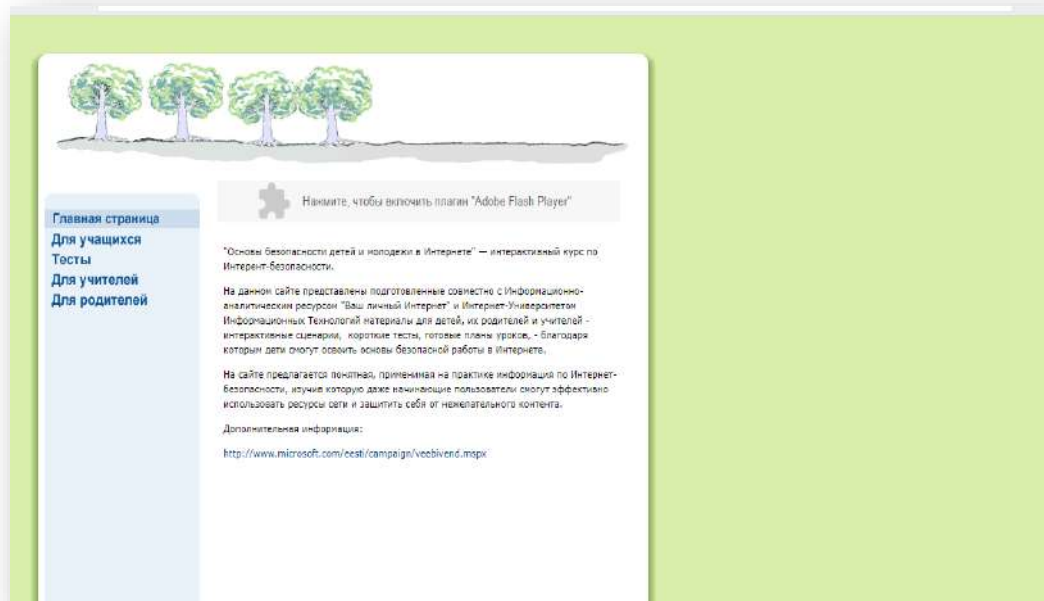 Главная страница
Для учащихся
Тесты
Для учителей
Для родителей
Нажмите, чтобы включить плагин "Adobe Flash Player"
"Основы безопасности детей и молодежи в Интернете" — интерактивный курс по
Интерент-безопасности.
На данном сайте представлены подготовленные совместно с Информационно-
аналитическим ресурсом "Ваш личный Интернет" и Интернет-Университетом
Информационных Технологий материалы для детей, их родителей и учителей -
интерактивные сценарии, короткие тесты, готовые планы уроков, - благодаря
которым дети смогут освоить основы безопасной работы в Интернете.
На сайте предлагается понятная, применимая на практике информация по Интернет-
безопасности, изучив которую даже начинающие пользователи смогут эффективно
использовать ресурсы сети и защитить себя от нежелательного контента.
Дополнительная информация:
http://www.microsoft.com/eesti/campaign/veebivend.mspx